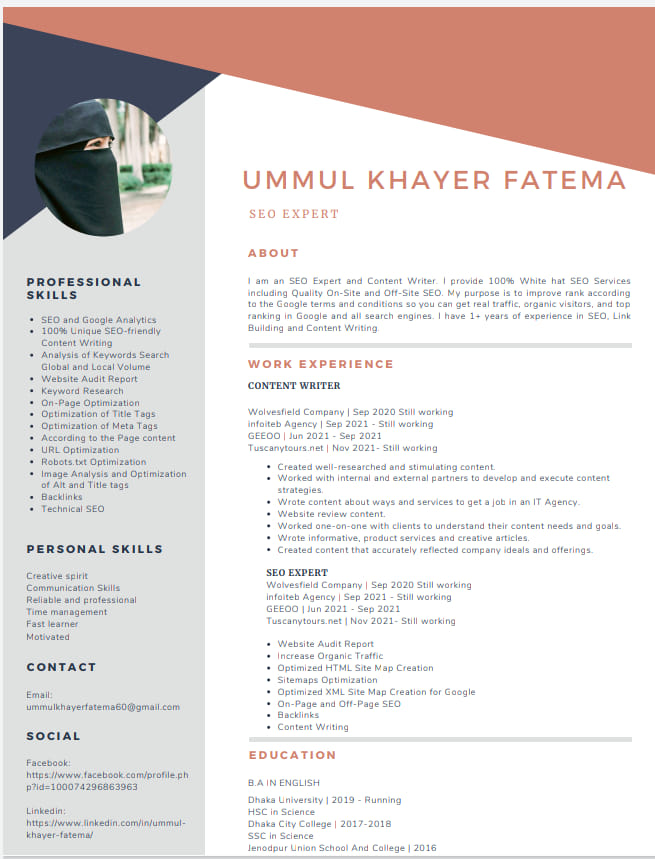 UMMUL KHAYER FATEMA
SEO EXPERT
PROFESSIONAL
SKILLS
SEO and Google Analytics
100% Unique SEO-friendly
Content Writing
Analysis of Keywords Search
Global and Local Volume
Website Audit Report
Keyword Research
On-Page Optimization
Optimization of Title Tags
Optimization of Meta Tags
According to the Page content
URL Optimization
Robots.txt Optimization
Image Analysis and Optimization
of Alt and Title tags
Backlinks
Technical SEO
PERSONAL SKILLS
Creative spirit
Communication Skills
Reliable and professional
Time management
Fast learner
Motivated
CONTACT
Email:
ummulkhayerfatema60@gmail.com
SOCIAL
Facebook:
https://www.facebook.com/profile.ph
p?id=100074296863963
Linkedin:
https://www.linkedin.com/in/ummul-
khayer-fatema/
ABOUT
I am an SEO Expert and Content Writer. I provide 100% White hat SEO Services
including Quality On-Site and Off-Site SEO. My purpose is to improve rank according
to the Google terms and conditions so you can get real traffic, organic visitors, and top
ranking in Google and all search engines. I have 1+ years of experience in SEO, Link
Building and Content Writing.
WORK EXPERIENCE
CONTENT WRITER
Wolvesfield Company | Sep 2020 Still working
infoiteb Agency | Sep 2021 - Still working
GEEOO | Jun 2021 - Sep 2021
Tuscanytours.net | Nov 2021- Still working
Created well-researched and stimulating content.
Worked with internal and external partners to develop and execute content
strategies.
Wrote content about ways and services to get a job in an IT Agency.
Website review content.
Worked one-on-one with clients to understand their content needs and goals.
Wrote informative, product services and creative articles.
Created content that accurately reflected company ideals and offerings.
SEO EXPERT
Wolvesfield Company | Sep 2020 Still working
infoiteb Agency | Sep 2021 - Still working
GEEOO | Jun 2021 - Sep 2021
Tuscanytours.net | Nov 2021- Still working
Website Audit Report
Increase Organic Traffic
Optimized HTML Site Map Creation
Sitemaps Optimization
Optimized XML Site Map Creation for Google
On-Page and Off-Page SEO
Backlinks
Content Writing
EDUCATION
B.A IN ENGLISH
Dhaka University | 2019 - Running
HSC in Science
Dhaka City College | 2017-2018
SSC in Science
Jenodpur Union School And College | 2016